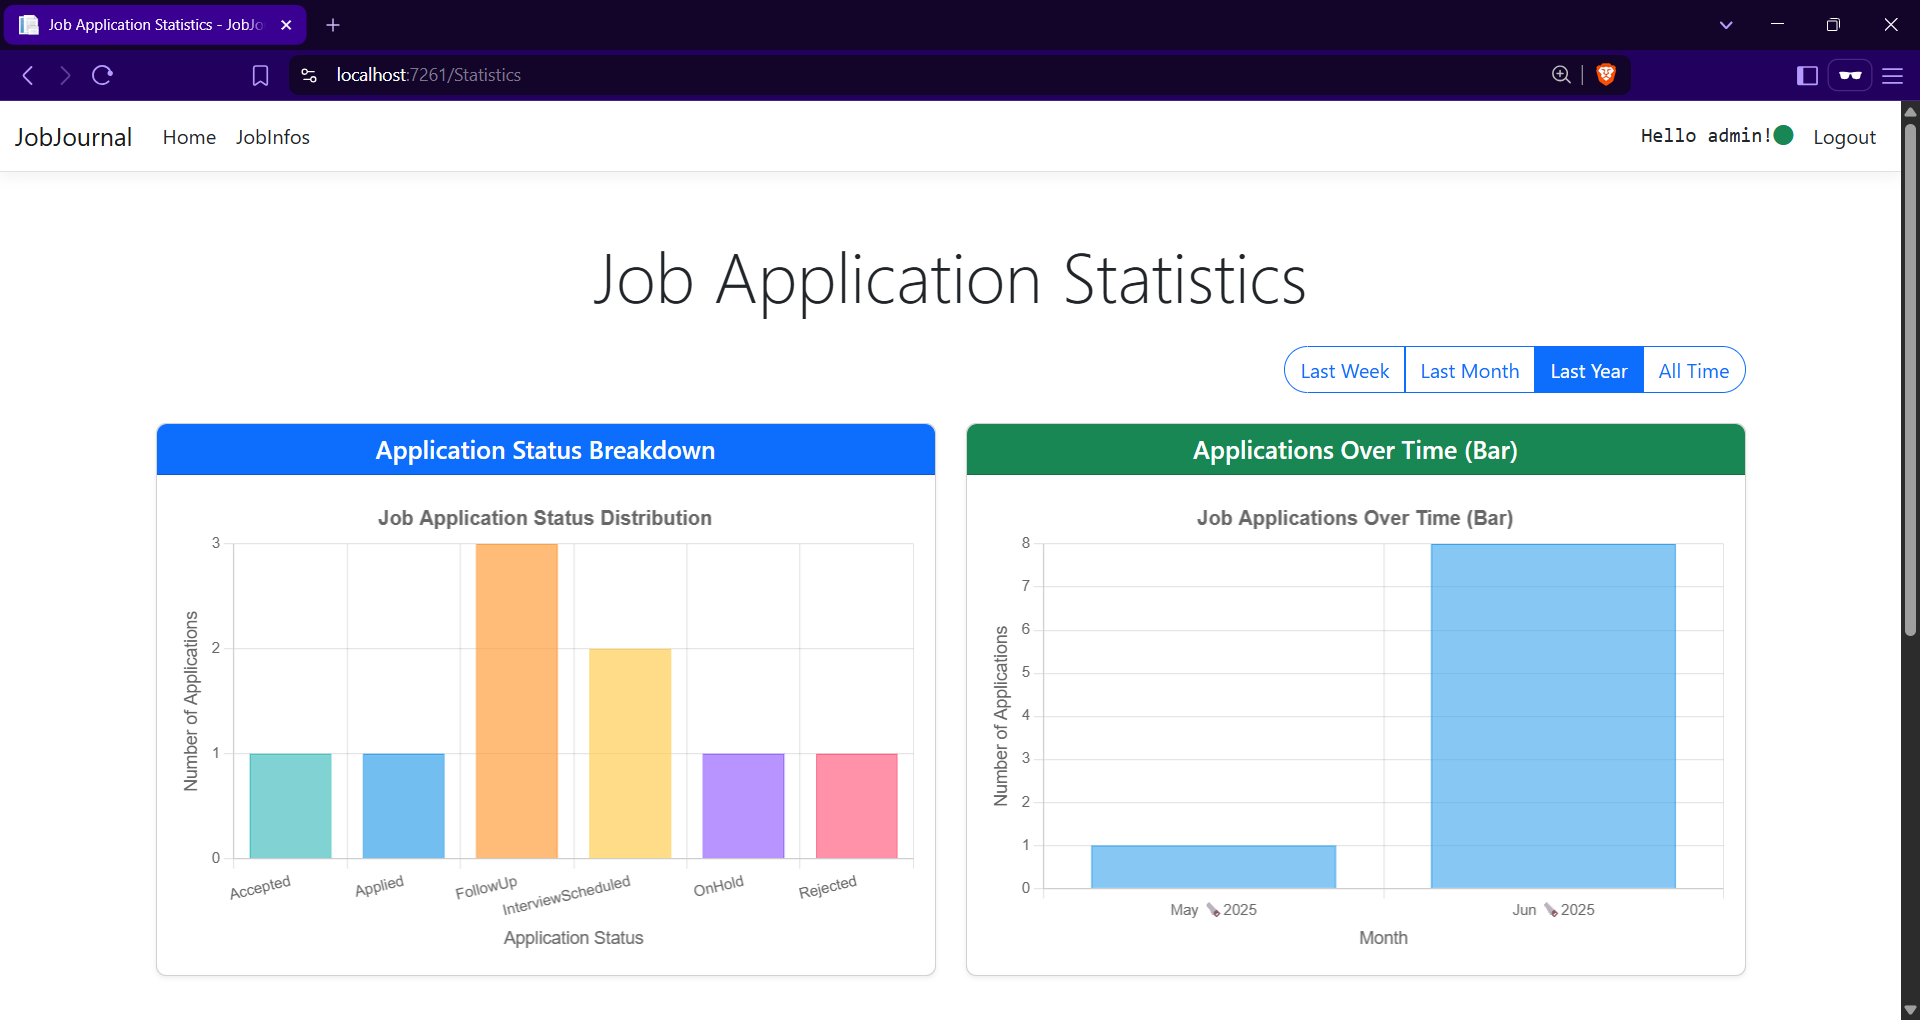 Job Application Statistics - JobJo
localhost:7261/Statistics
JobJournal Home JobInfos Hello admin! Logout
Job Application Statistics
Last Week Last Month Last Year All Time
Application Status Breakdown
Job Application Status Distribution
Number of Applications
3
2
1
0
Accepted Applied FollowUp InterviewScheduled OnHold Rejected
Application Status
Applications Over Time (Bar)
Job Applications Over Time (Bar)
Number of Applications
8
7
6
5
4
3
2
1
0
May 🗞️2025 Jun 🗞️2025
Month